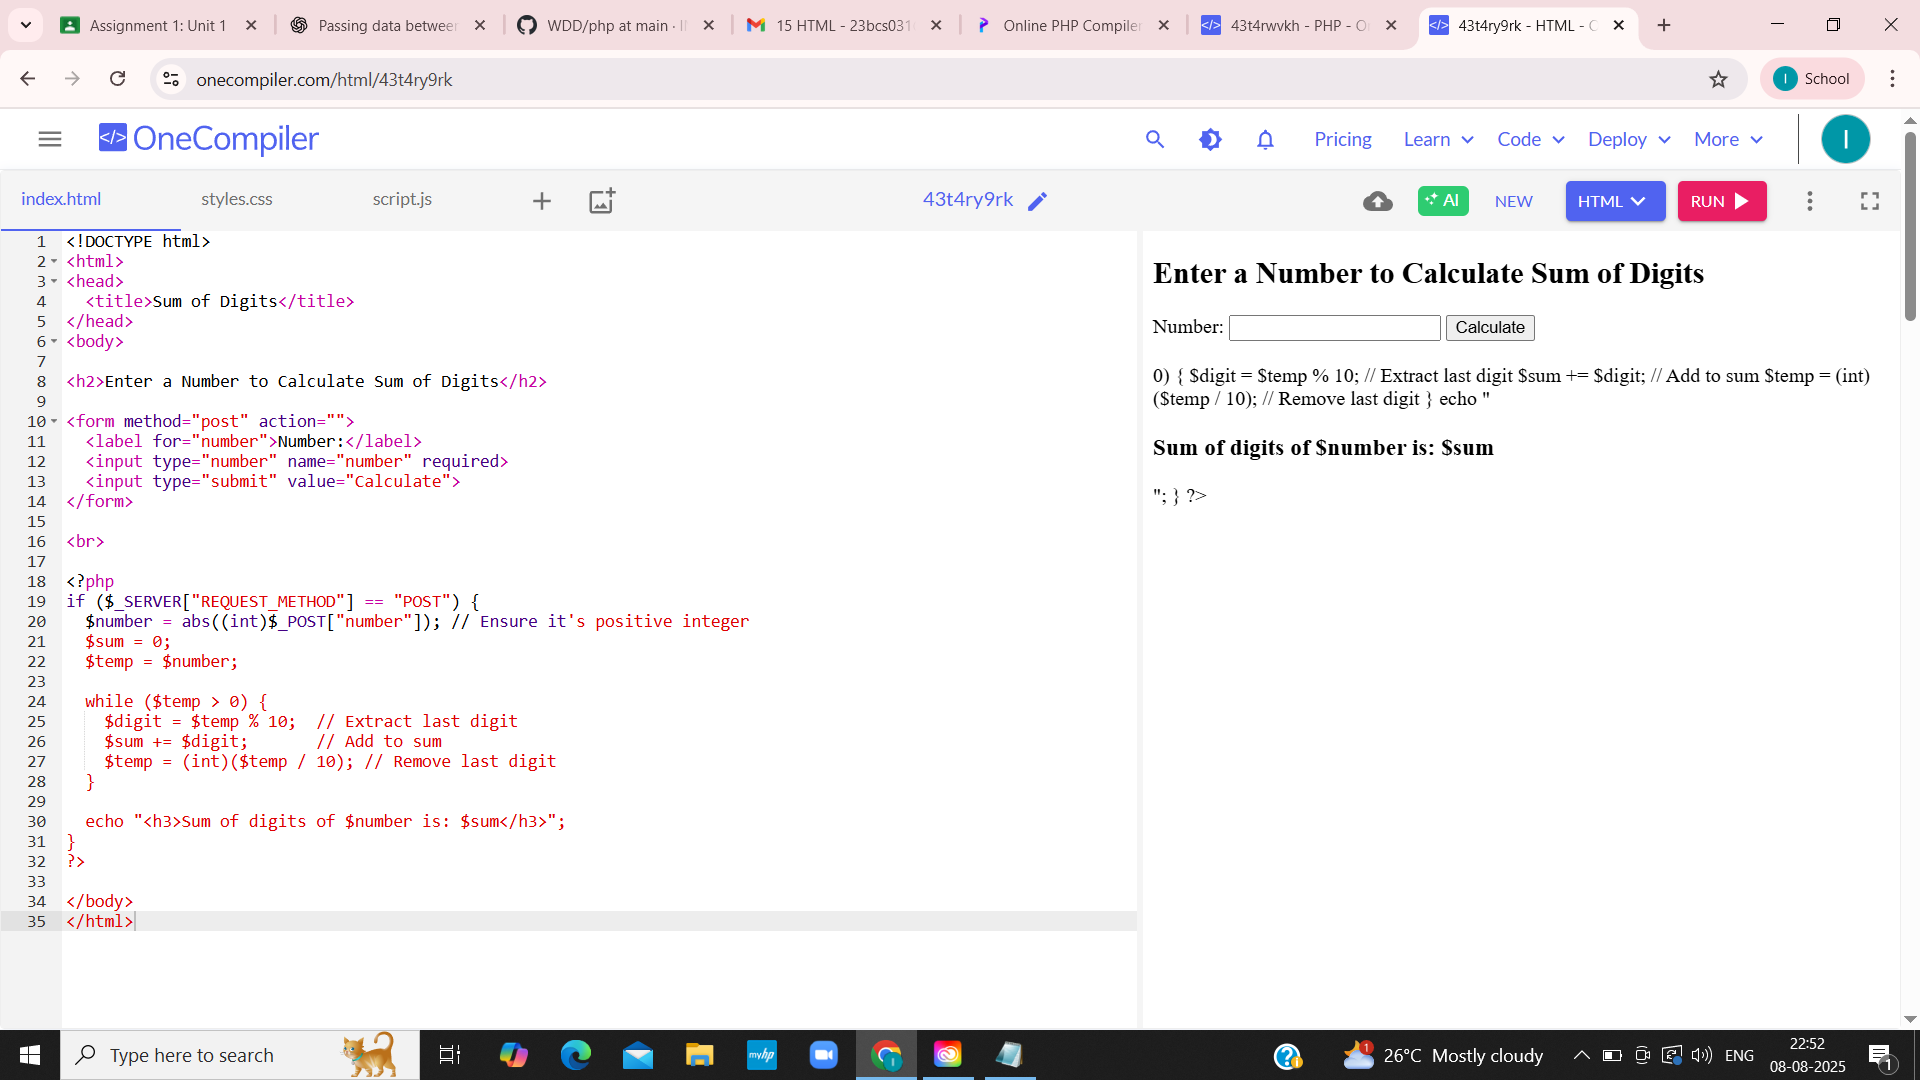 Assignment 1: Unit 1
Passing data between
WDD/php at main · I
15 HTML - 23bcs031
Online PHP Compiler
43t4rwvkh - PHP - O
43t4ry9rk - HTML - O
onecompiler.com/html/43t4ry9rk
I School
</> OneCompiler
Pricing Learn Code Deploy More
I
index.html styles.css script.js
43t4ry9rk
AI NEW HTML RUN
1 <!DOCTYPE html>
2 <html>
3 <head>
4 <title>Sum of Digits</title>
5 </head>
6 <body>
7
8 <h2>Enter a Number to Calculate Sum of Digits</h2>
9
10 <form method="post" action="">
11 <label for="number">Number:</label>
12 <input type="number" name="number" required>
13 <input type="submit" value="Calculate">
14 </form>
15
16 <br>
17
18 <?php
19 if ($_SERVER["REQUEST_METHOD"] == "POST") {
20 $number = abs((int)$_POST["number"]); // Ensure it's positive integer
21 $sum = 0;
22 $temp = $number;
23
24 while ($temp > 0) {
25 $digit = $temp % 10; // Extract last digit
26 $sum += $digit; // Add to sum
27 $temp = (int)($temp / 10); // Remove last digit
28 }
29
30 echo "<h3>Sum of digits of $number is: $sum</h3>";
31 }
32 ?>
33
34 </body>
35 </html>
Enter a Number to Calculate Sum of Digits
Number: Calculate
0) { $digit = $temp % 10; // Extract last digit $sum += $digit; // Add to sum $temp = (int)
($temp / 10); // Remove last digit } echo "
Sum of digits of $number is: $sum
"; } ?>
Type here to search
myhp
1
26°C Mostly cloudy
ENG
22:52
08-08-2025
1